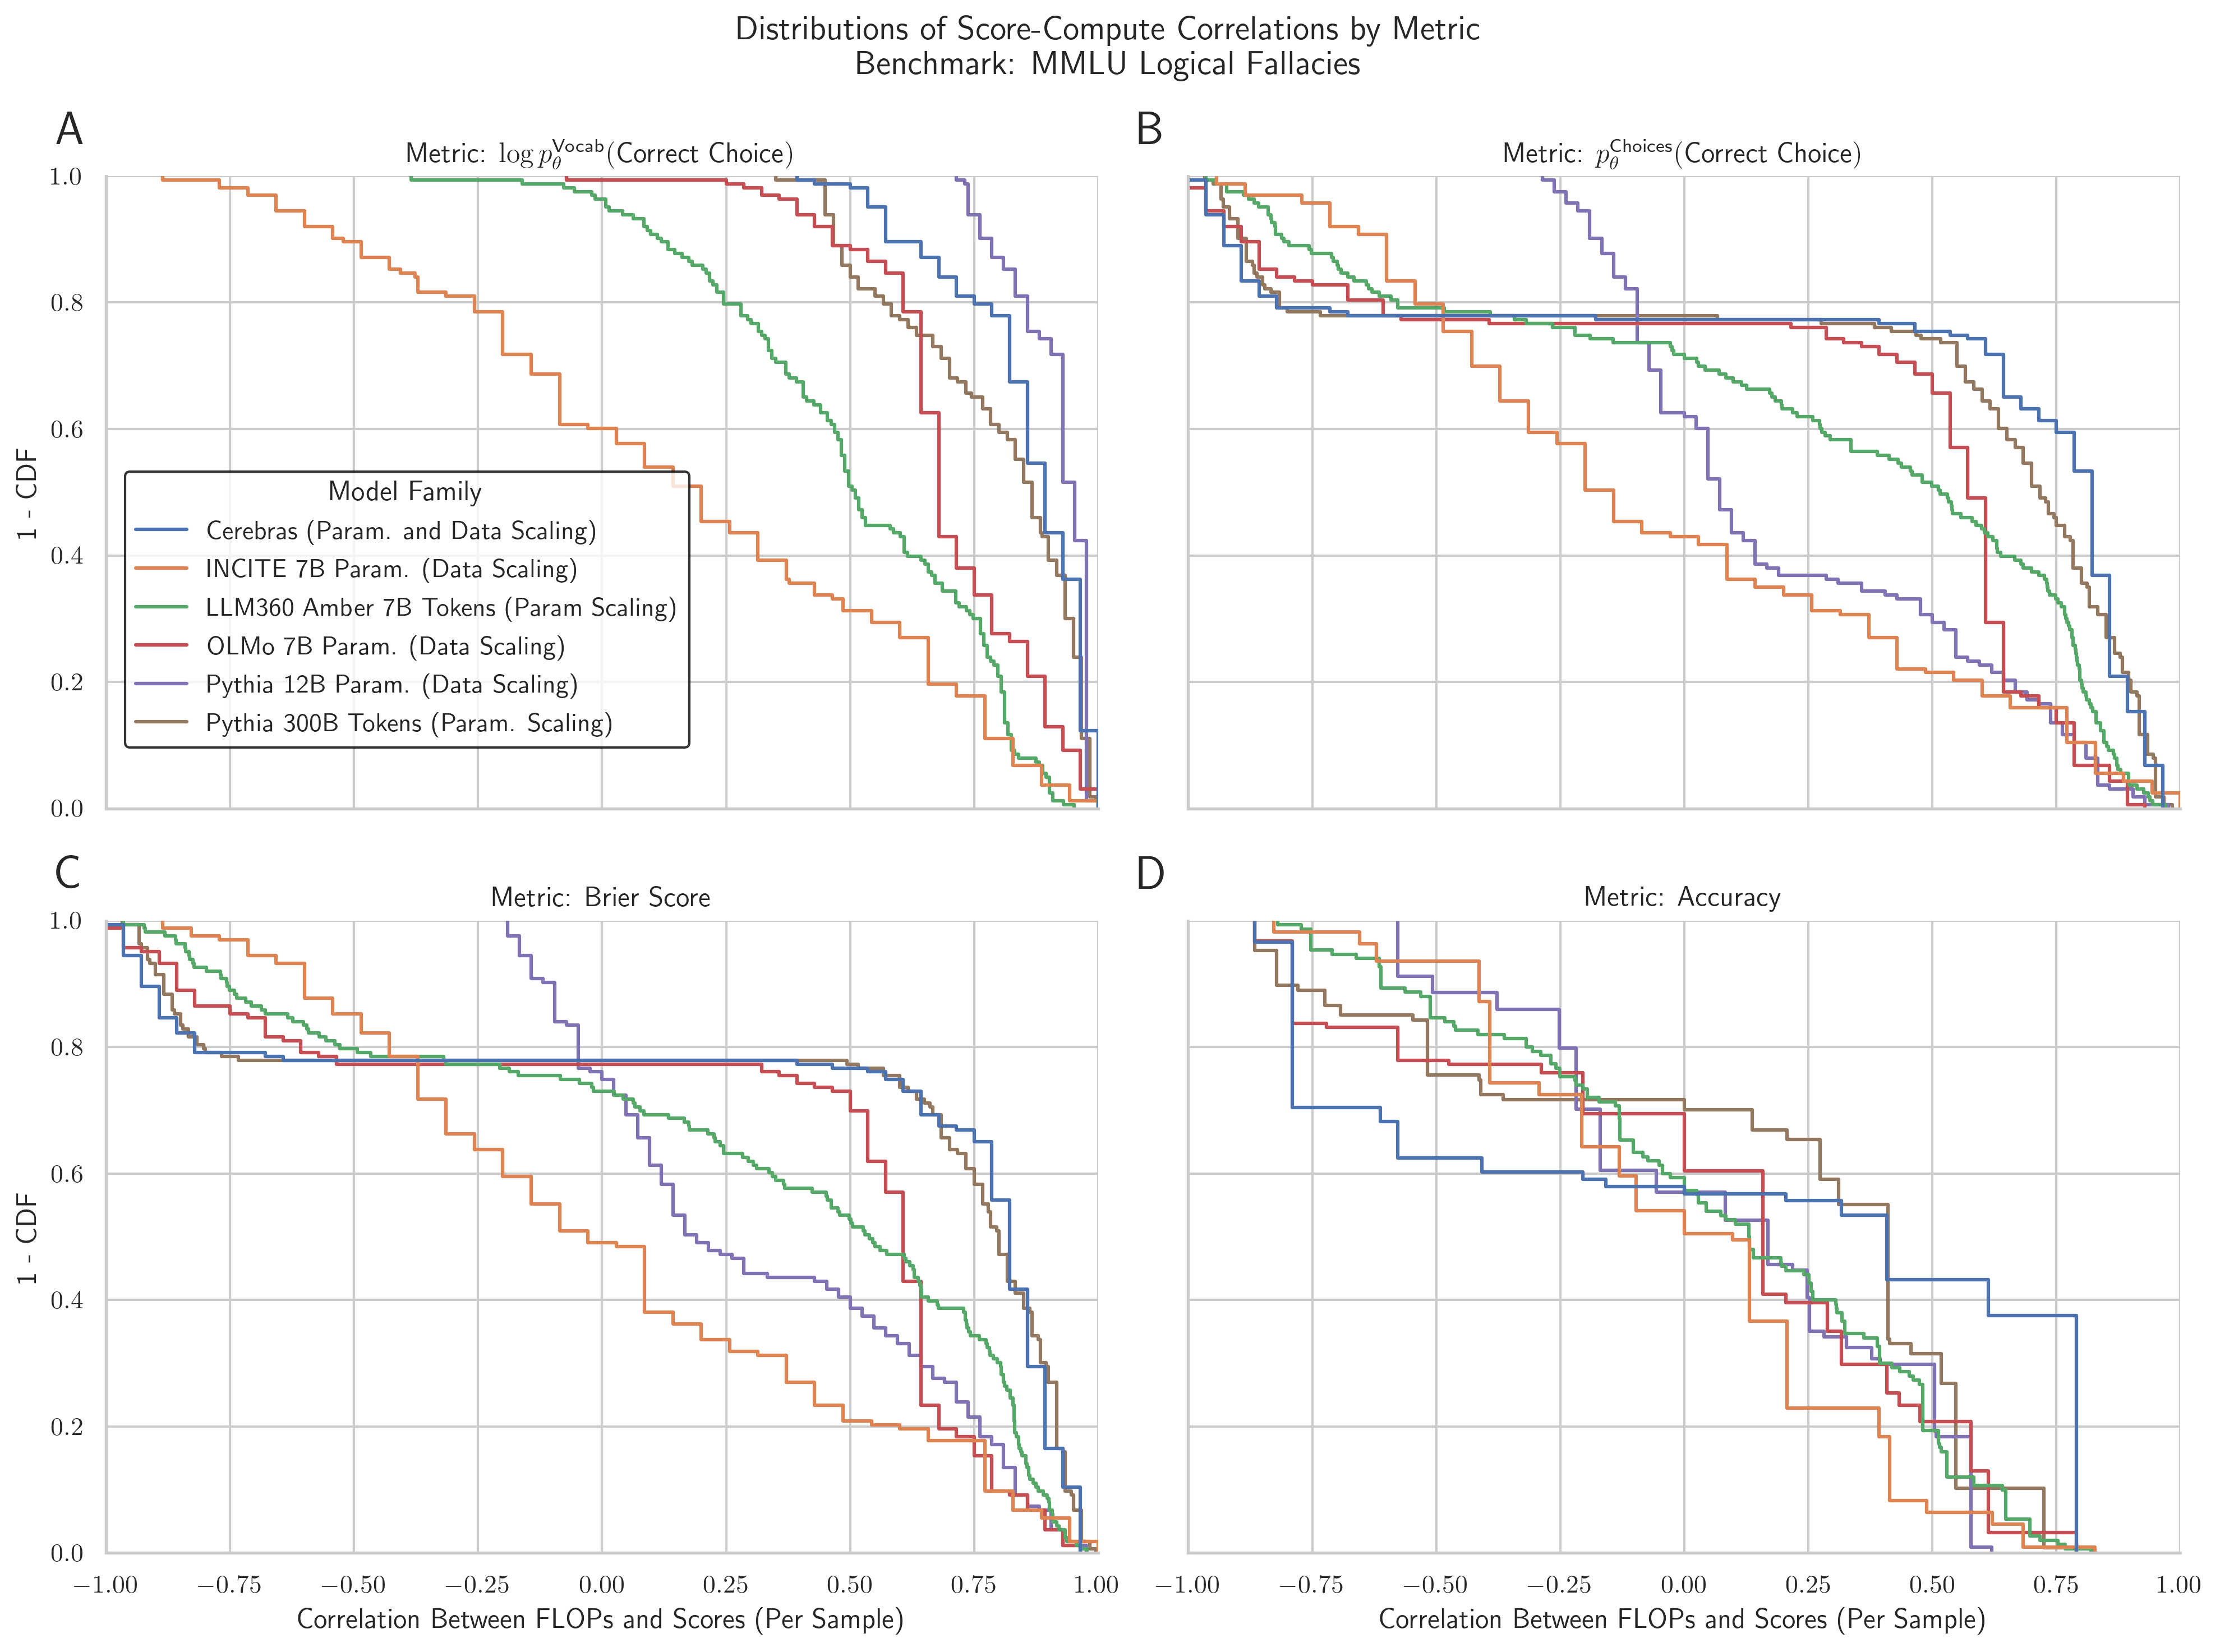 Distributions of Score-Compute Correlations by Metric
Benchmark: MMLU Logical Fallacies
A
Metric: log p_θ^Vocab(Correct Choice)
1.0
0.8
0.6
0.4
0.2
0.0
1 - CDF
Model Family
Cerebras (Param. and Data Scaling)
INCITE 7B Param. (Data Scaling)
LLM360 Amber 7B Tokens (Param Scaling)
OLMo 7B Param. (Data Scaling)
Pythia 12B Param. (Data Scaling)
Pythia 300B Tokens (Param. Scaling)
B
Metric: p_θ^Choices(Correct Choice)
C
Metric: Brier Score
1.0
0.8
0.6
0.4
0.2
0.0
1 - CDF
−1.00 −0.75 −0.50 −0.25 0.00 0.25 0.50 0.75 1.00
Correlation Between FLOPs and Scores (Per Sample)
D
Metric: Accuracy
−1.00 −0.75 −0.50 −0.25 0.00 0.25 0.50 0.75 1.00
Correlation Between FLOPs and Scores (Per Sample)